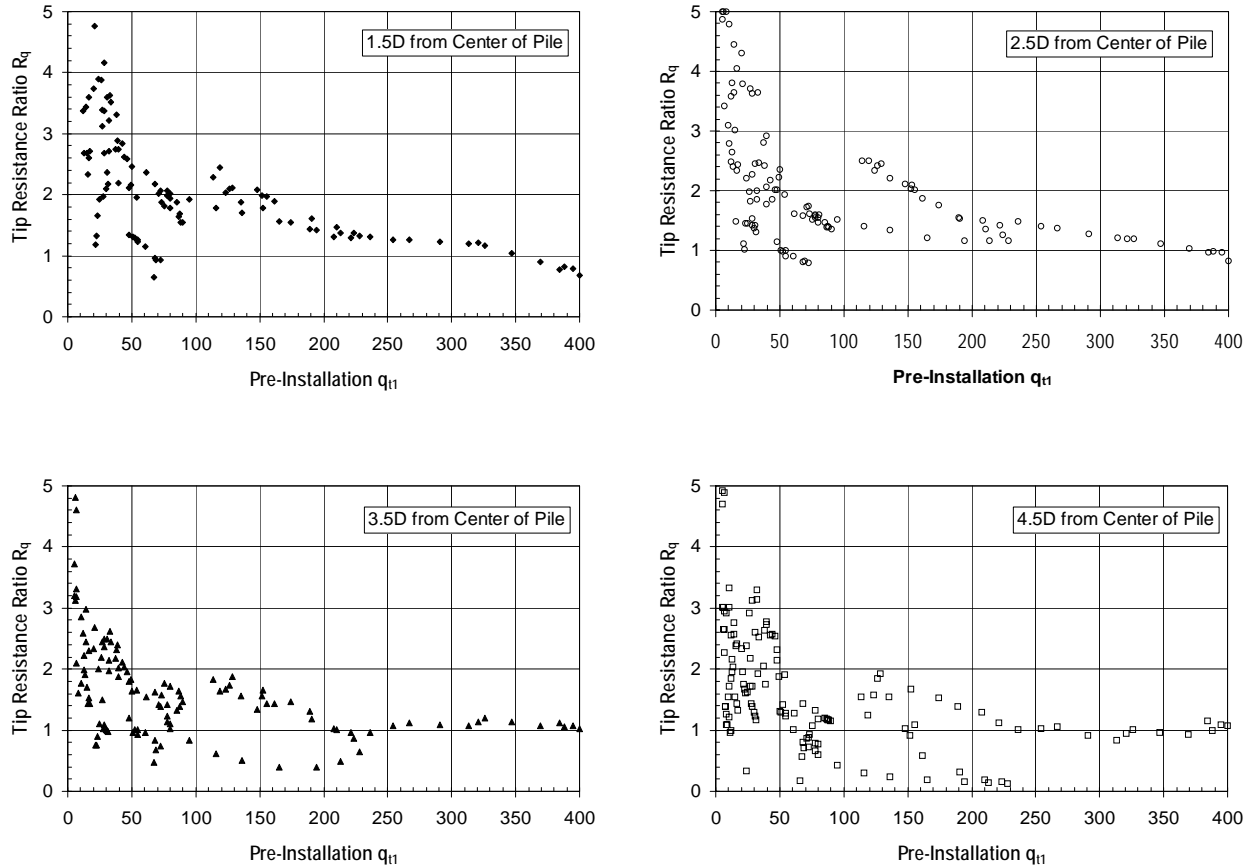 5
4
3
2
1
0
Tip Resistance Ratio Rq
1.5D from Center of Pile
0 50 100 150 200 250 300 350 400
Pre-Installation qt1
5
4
3
2
1
0
Tip Resistance Ratio Rq
2.5D from Center of Pile
0 50 100 150 200 250 300 350 400
Pre-Installation qt1
5
4
3
2
1
0
Tip Resistance Ratio Rq
3.5D from Center of Pile
0 50 100 150 200 250 300 350 400
Pre-Installation qt1
5
4
3
2
1
0
Tip Resistance Ratio Rq
4.5D from Center of Pile
0 50 100 150 200 250 300 350 400
Pre-Installation qt1